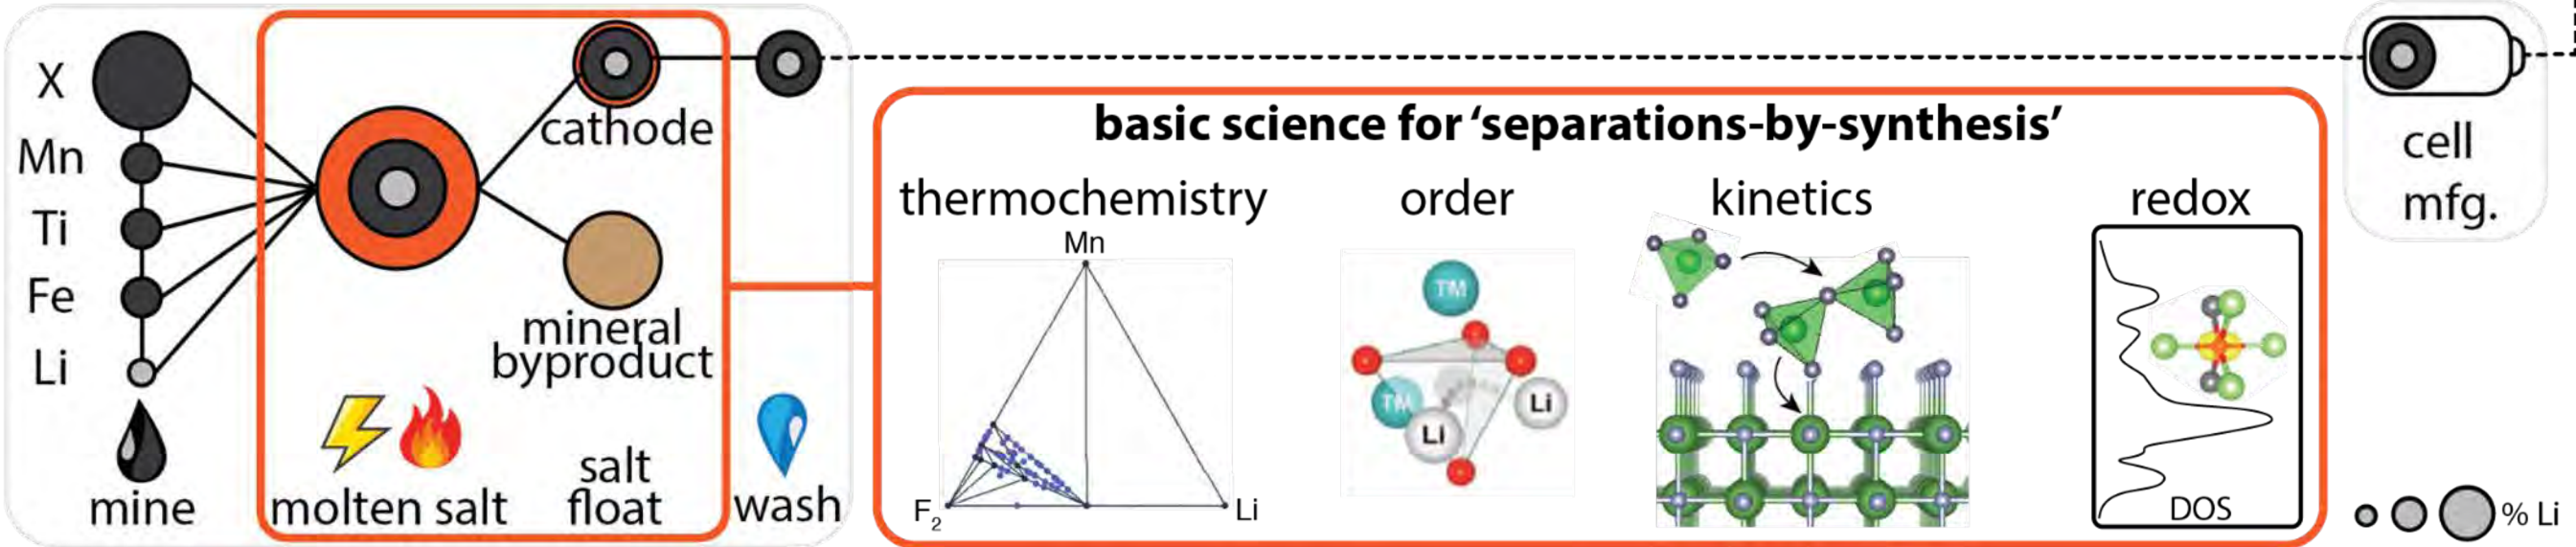 X
Mn
Ti
Fe
Li
mine
molten salt
cathode
mineral
byproduct
salt
float
wash
basic science for ‘separations-by-synthesis’
thermochemistry
Mn
F2
Li
order
TM
TM
Li
Li
kinetics
redox
DOS
cell
mfg.
% Li